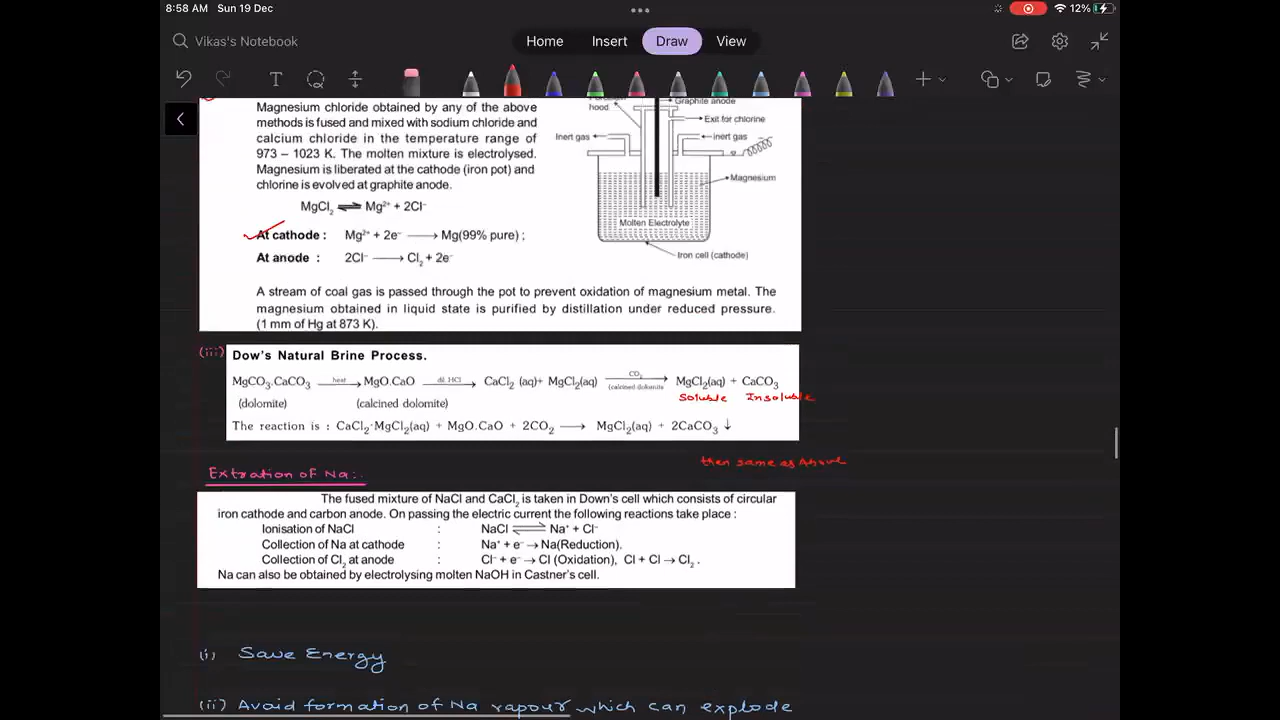 8:58 AM Sun 19 Dec
12%
Vikas's Notebook
Home Insert Draw View
Magnesium chloride obtained by any of the above
methods is fused and mixed with sodium chloride and
calcium chloride in the temperature range of
973 – 1023 K. The molten mixture is electrolysed.
Magnesium is liberated at the cathode (iron pot) and
chlorine is evolved at graphite anode.
MgCl₂ ⇌ Mg²⁺ + 2Cl⁻
At cathode : Mg²⁺ + 2e⁻ ⟶ Mg(99% pure) ;
At anode : 2Cl⁻ ⟶ Cl₂ + 2e⁻
hood
Graphite anode
Exit for chlorine
Inert gas
inert gas
Magnesium
Molten Electrolyte
Iron cell (cathode)
A stream of coal gas is passed through the pot to prevent oxidation of magnesium metal. The
magnesium obtained in liquid state is purified by distillation under reduced pressure.
(1 mm of Hg at 873 K).
(iii) Dow's Natural Brine Process.
MgCO₃.CaCO₃ heat⟶ MgO.CaO dil. HCl⟶ CaCl₂ (aq)+ MgCl₂(aq) CO₂ (calcined dolomite⟶ MgCl₂(aq) + CaCO₃
Soluble Insoluble
(dolomite) (calcined dolomite)
The reaction is : CaCl₂·MgCl₂(aq) + MgO.CaO + 2CO₂ ⟶ MgCl₂(aq) + 2CaCO₃ ↓
then same as Above
Extration of Na:-
The fused mixture of NaCl and CaCl₂ is taken in Down's cell which consists of circular
iron cathode and carbon anode. On passing the electric current the following reactions take place :
Ionisation of NaCl : NaCl ⇌ Na⁺ + Cl⁻
Collection of Na at cathode : Na⁺ + e⁻ → Na(Reduction).
Collection of Cl₂ at anode : Cl⁻ + e⁻ → Cl (Oxidation), Cl + Cl → Cl₂ .
Na can also be obtained by electrolysing molten NaOH in Castner's cell.
(i) Save Energy
(ii) Avoid formation of Na vapour which can explode